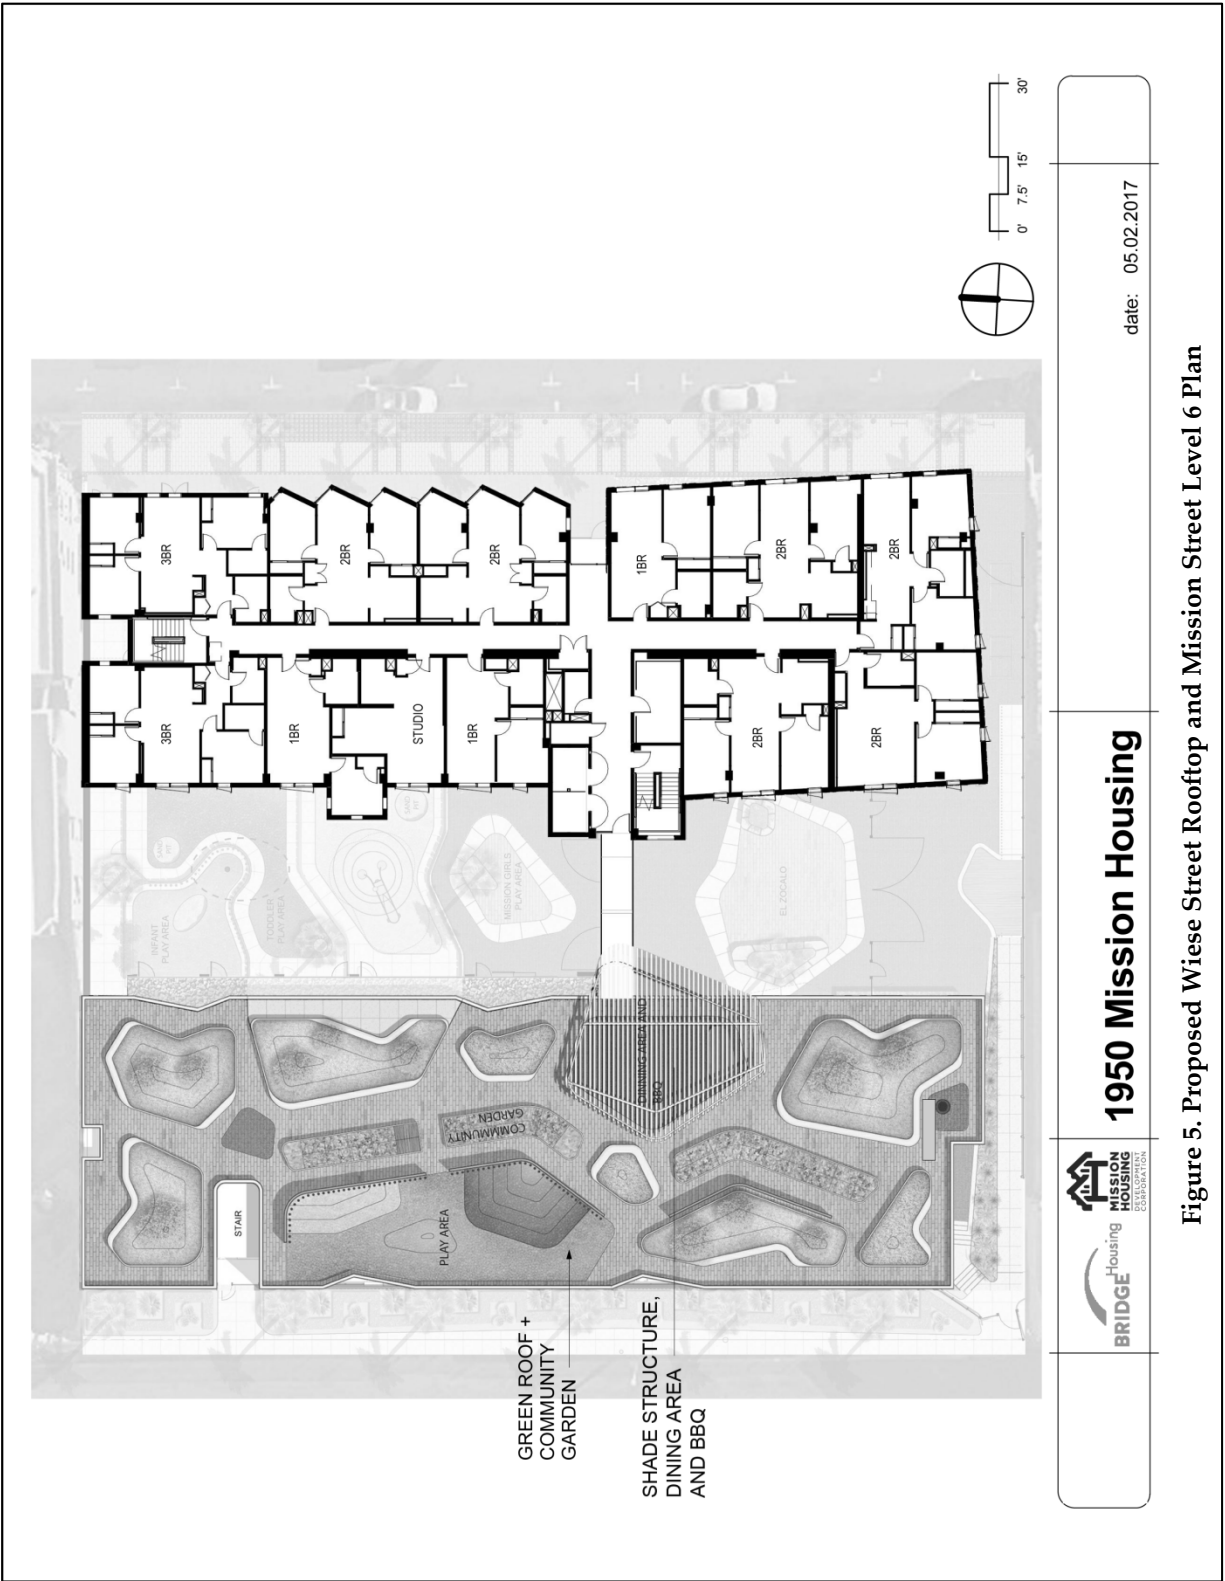 3BR
2BR
2BR
1BR
2BR
2BR
3BR
1BR
STUDIO
1BR
2BR
2BR
INFANT
PLAY AREA
TODDLER
PLAY AREA
MISSION GIRLS
PLAY AREA
EL ZOCALO
DINNING AREA AND
BBQ
COMMMUNITY
GARDEN
STAIR
PLAY AREA
GREEN ROOF +
COMMUNITY
GARDEN
SHADE STRUCTURE,
DINING AREA
AND BBQ
0' 7.5' 15' 30'
BRIDGE Housing
MISSION
HOUSING
DEVELOPMENT
CORPORATION
1950 Mission Housing
date: 05.02.2017
Figure 5. Proposed Wiese Street Rooftop and Mission Street Level 6 Plan